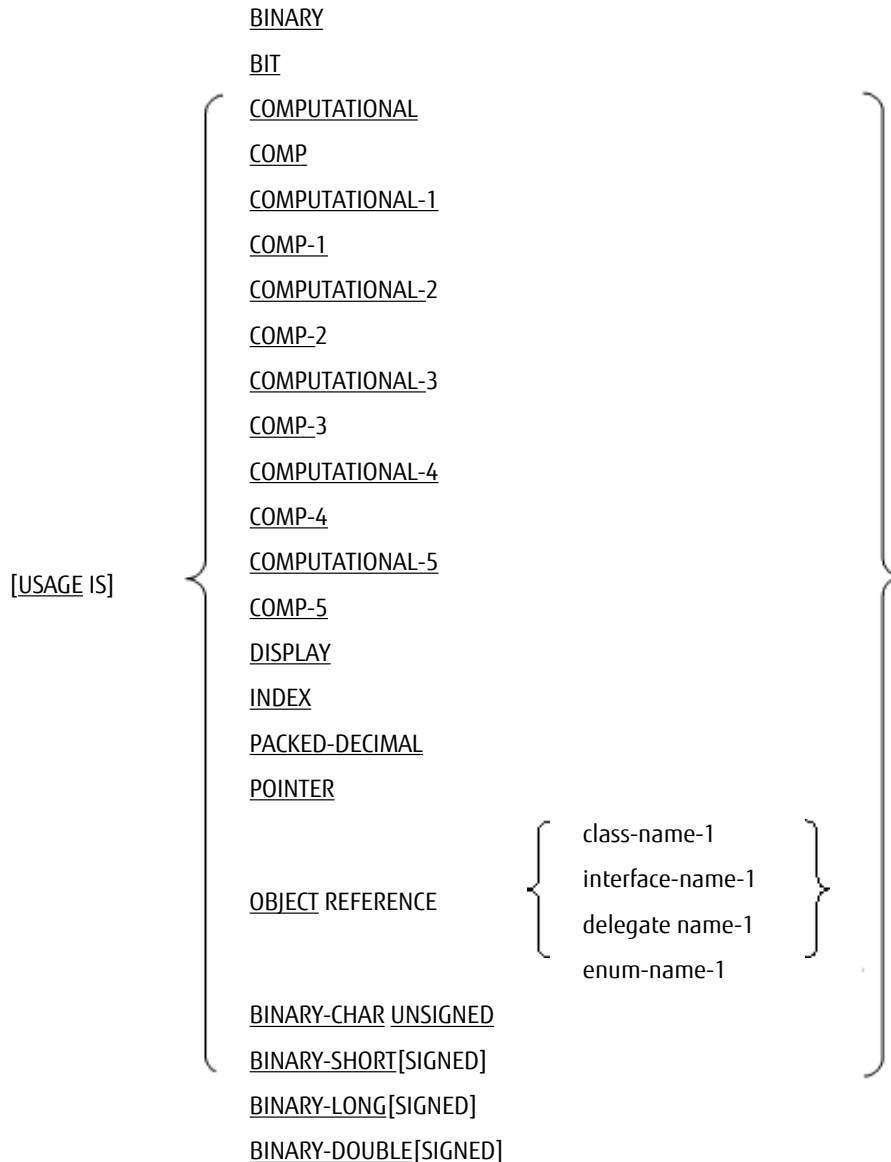 BINARY
BIT
COMPUTATIONAL
COMP
COMPUTATIONAL-1
COMP-1
COMPUTATIONAL-2
COMP-2
COMPUTATIONAL-3
COMP-3
COMPUTATIONAL-4
COMP-4
COMPUTATIONAL-5
[USAGE IS]
COMP-5
DISPLAY
INDEX
PACKED-DECIMAL
POINTER
class-name-1
interface-name-1
OBJECT REFERENCE
delegate name-1
enum-name-1
BINARY-CHAR UNSIGNED
BINARY-SHORT[SIGNED]
BINARY-LONG[SIGNED]
BINARY-DOUBLE[SIGNED]